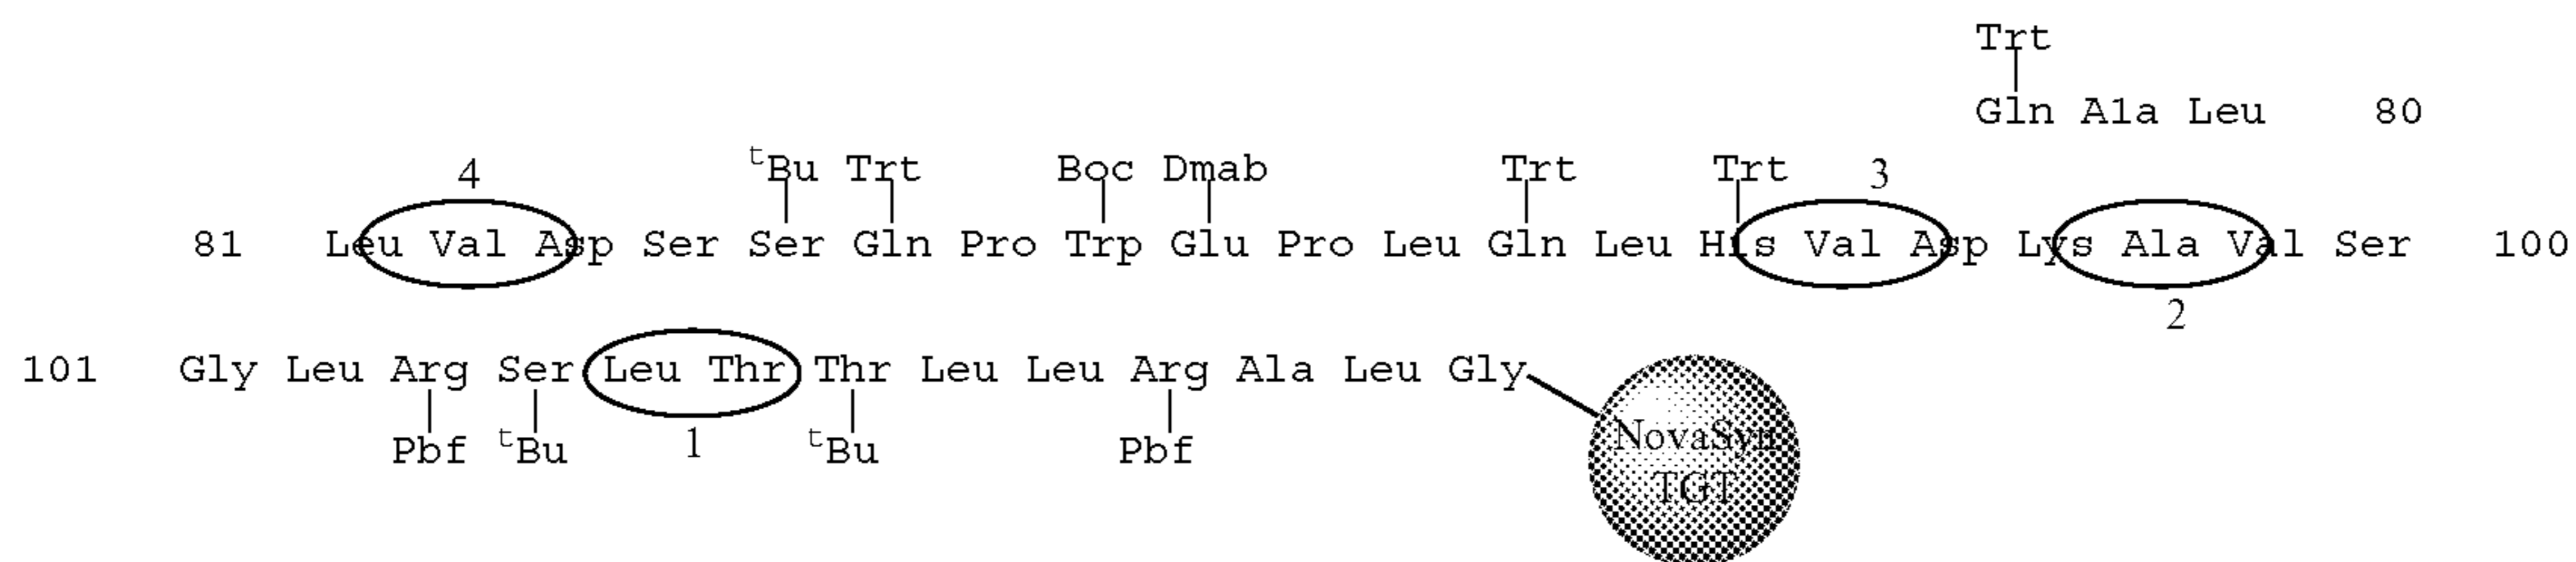 Trt
Gln Ala Leu 80
4 tBu Trt Boc Dmab Trt Trt 3
81 Leu Val Asp Ser Ser Gln Pro Trp Glu Pro Leu Gln Leu His Val Asp Lys Ala Val Ser 100
2
101 Gly Leu Arg Ser Leu Thr Thr Leu Leu Arg Ala Leu Gly
Pbf tBu 1 tBu Pbf
NovaSyn
TGT